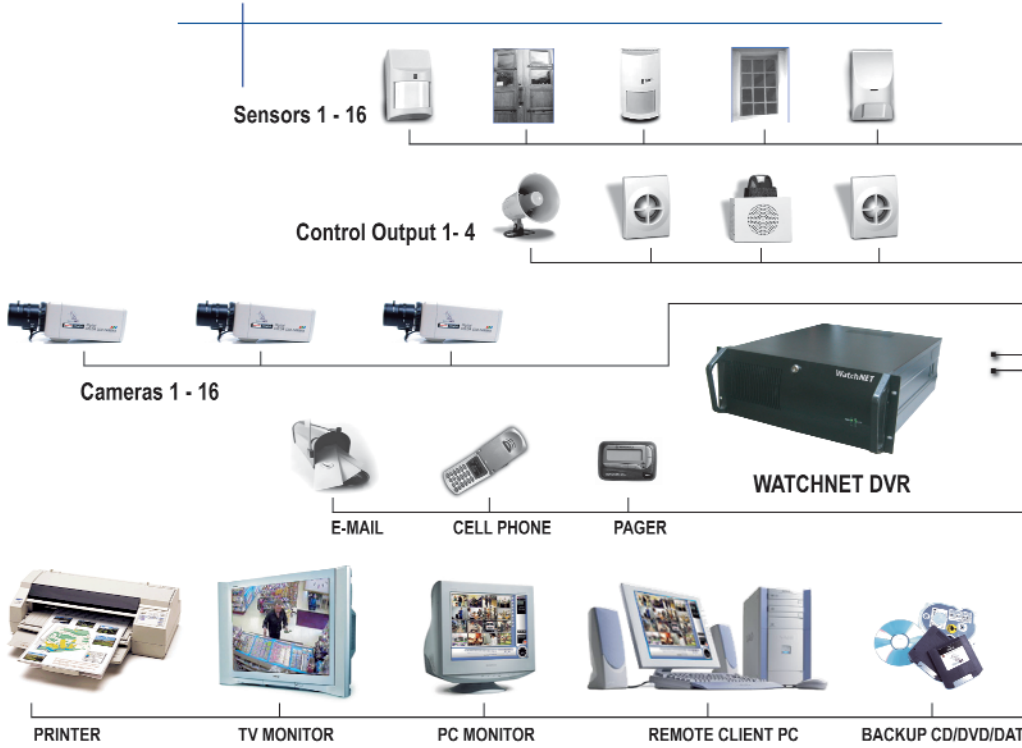 Sensors 1 - 16
Control Output 1- 4
Cameras 1 - 16
WatchNET
WATCHNET DVR
E-MAIL
CELL PHONE
PAGER
PRINTER
TV MONITOR
PC MONITOR
REMOTE CLIENT PC
BACKUP CD/DVD/DAT